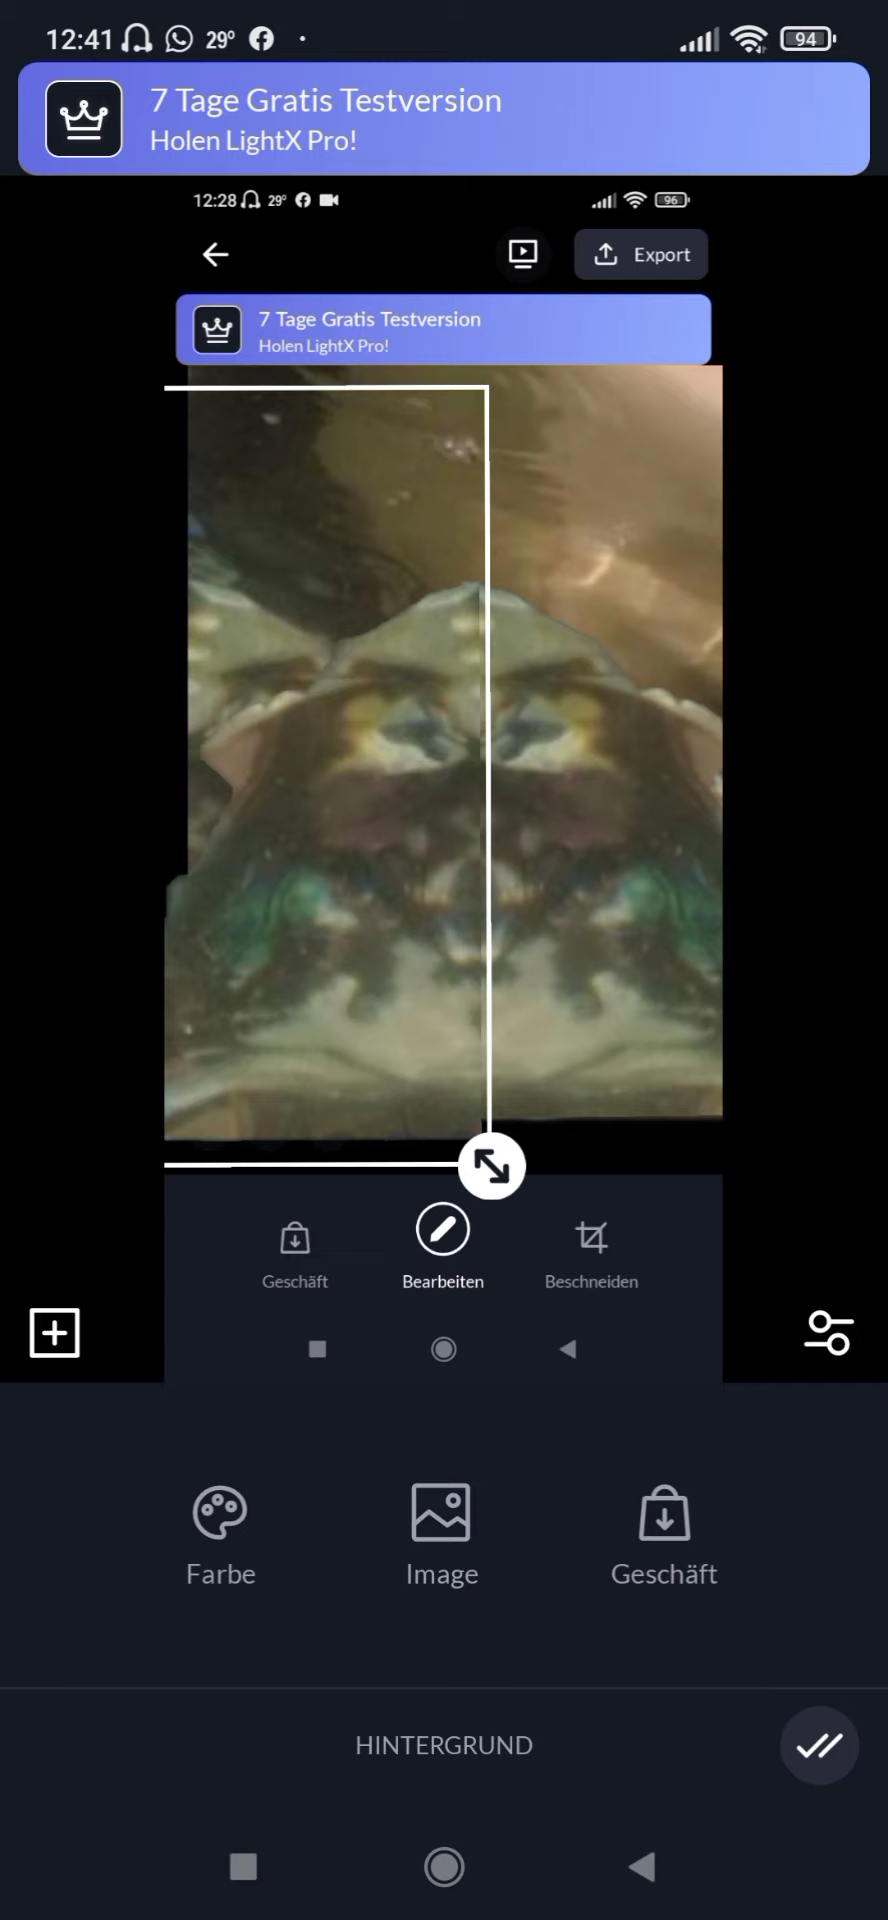 12:41 29° 94
7 Tage Gratis Testversion
Holen LightX Pro!
12:28 29° 96
Export
7 Tage Gratis Testversion
Holen LightX Pro!
Geschäft Bearbeiten Beschneiden
Farbe Image Geschäft
HINTERGRUND